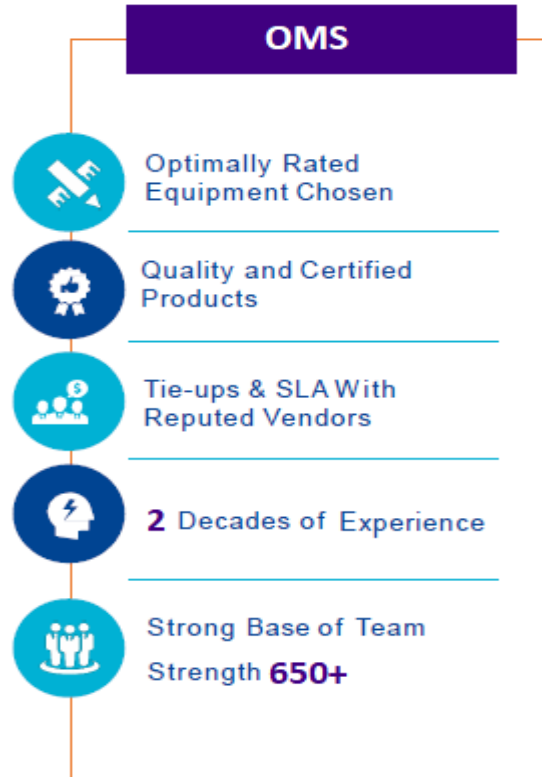 OMS
Optimally Rated
Equipment Chosen
Quality and Certified
Products
$
Tie-ups & SLA With
Reputed Vendors
2 Decades of Experience
Strong Base of Team
Strength 650+